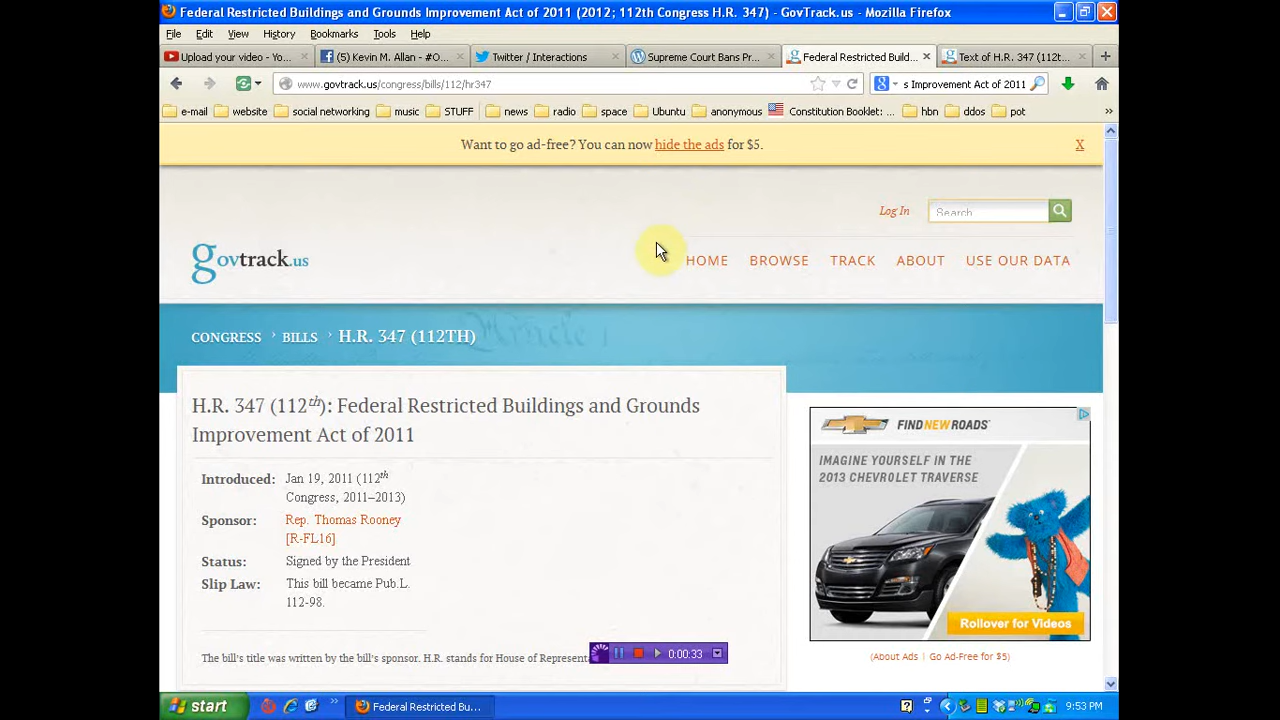 Federal Restricted Buildings and Grounds Improvement Act of 2011 (2012; 112th Congress H.R. 347) - GovTrack.us - Mozilla Firefox
File Edit View History Bookmarks Tools Help
Upload your video - Yo... (5) Kevin M. Allan - #O... Twitter / Interactions Supreme Court Bans Pr... Federal Restricted Build... Text of H.R. 347 (112t...
www.govtrack.us/congress/bills/112/hr347 s Improvement Act of 2011
e-mail website social networking music STUFF news radio space Ubuntu anonymous Constitution Booklet: ... hbn ddos pot »
Want to go ad-free? You can now hide the ads for $5. X
Log In Search
govtrack.us HOME BROWSE TRACK ABOUT USE OUR DATA
CONGRESS › BILLS › H.R. 347 (112TH)
H.R. 347 (112th): Federal Restricted Buildings and Grounds
Improvement Act of 2011
Introduced: Jan 19, 2011 (112th
Congress, 2011–2013)
Sponsor: Rep. Thomas Rooney
[R-FL16]
Status: Signed by the President
Slip Law: This bill became Pub.L.
112-98.
The bill's title was written by the bill's sponsor. H.R. stands for House of Represent
0:00:33
FIND NEW ROADS
IMAGINE YOURSELF IN THE
2013 CHEVROLET TRAVERSE
Rollover for Videos
(About Ads | Go Ad-Free for $5)
start Federal Restricted Bu... 9:53 PM